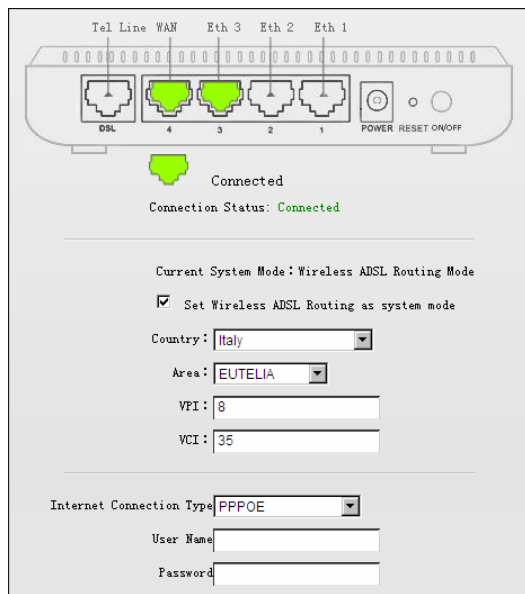 Tel Line WAN Eth 3 Eth 2 Eth 1
DSL 4 3 2 1 POWER RESET ON/OFF
Connected
Connection Status: Connected
Current System Mode: Wireless ADSL Routing Mode
Set Wireless ADSL Routing as system mode
Country: Italy
Area: EUTELIA
VPI: 8
VCI: 35
Internet Connection Type PPPOE
User Name
Password